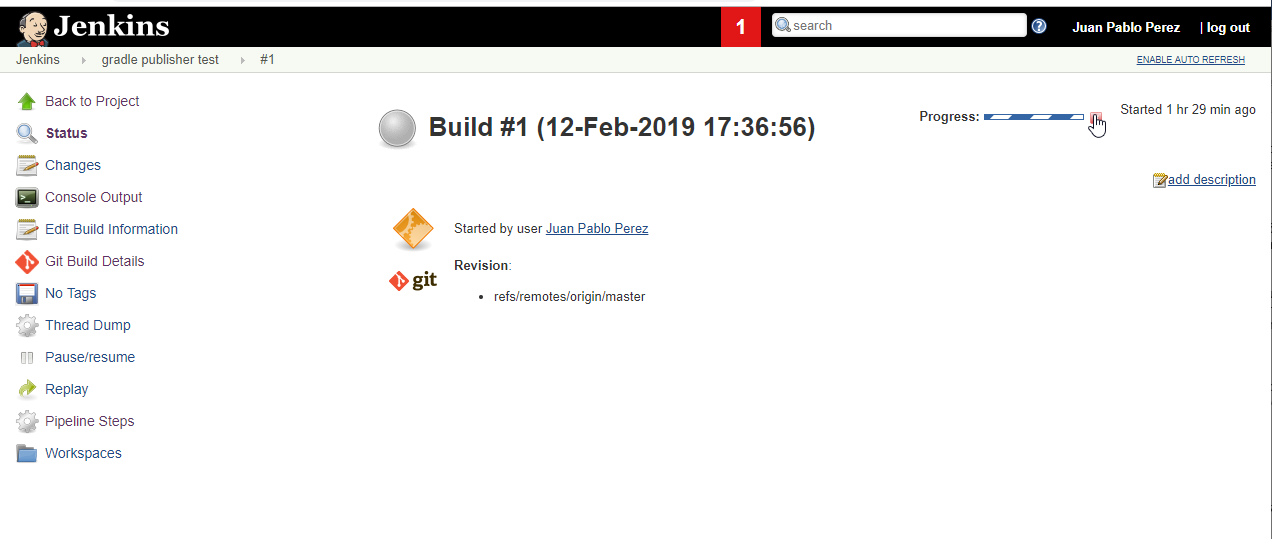 Jenkins
1
search
Juan Pablo Perez
| log out
Jenkins
gradle publisher test
#1
ENABLE AUTO REFRESH
Back to Project
Status
Changes
Console Output
Edit Build Information
Git Build Details
No Tags
Thread Dump
Pause/resume
Replay
Pipeline Steps
Workspaces
Build #1 (12-Feb-2019 17:36:56)
Progress:
Started 1 hr 29 min ago
add description
Started by user Juan Pablo Perez
git
Revision:
• refs/remotes/origin/master